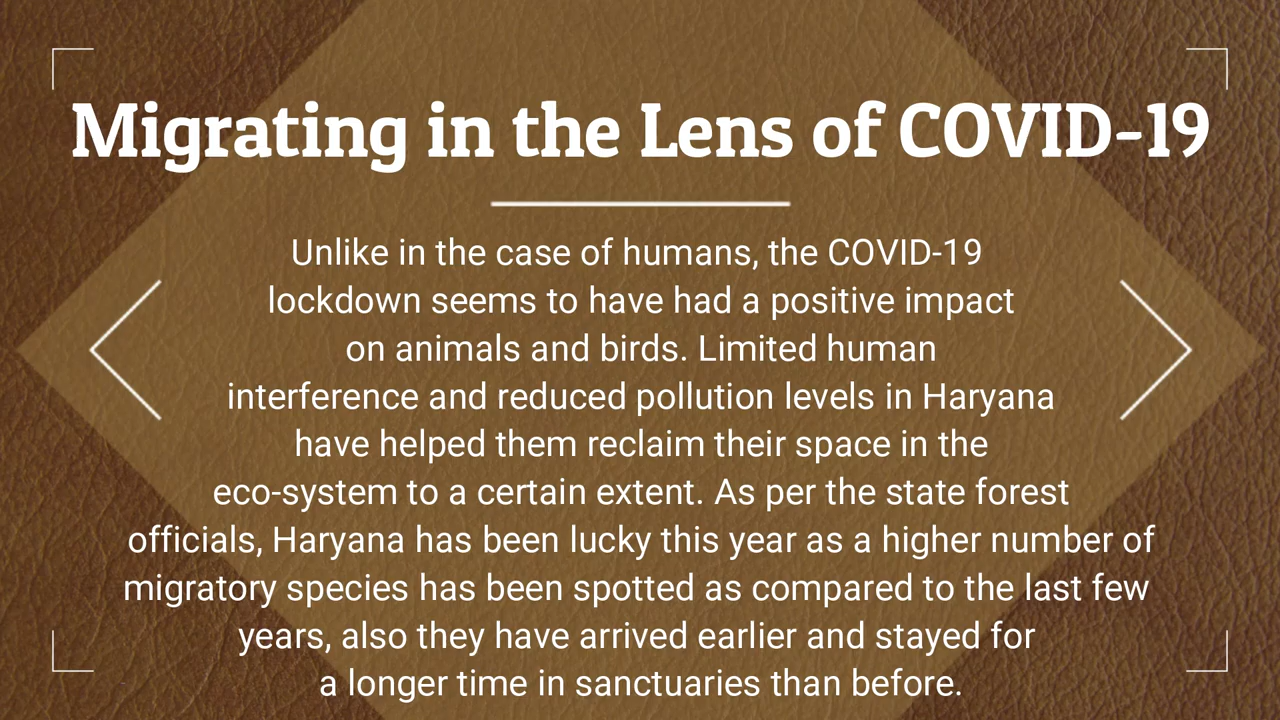 Migrating in the Lens of COVID-19
Unlike in the case of humans, the COVID-19
lockdown seems to have had a positive impact
on animals and birds. Limited human
interference and reduced pollution levels in Haryana
have helped them reclaim their space in the
eco-system to a certain extent. As per the state forest
officials, Haryana has been lucky this year as a higher number of
migratory species has been spotted as compared to the last few
years, also they have arrived earlier and stayed for
a longer time in sanctuaries than before.